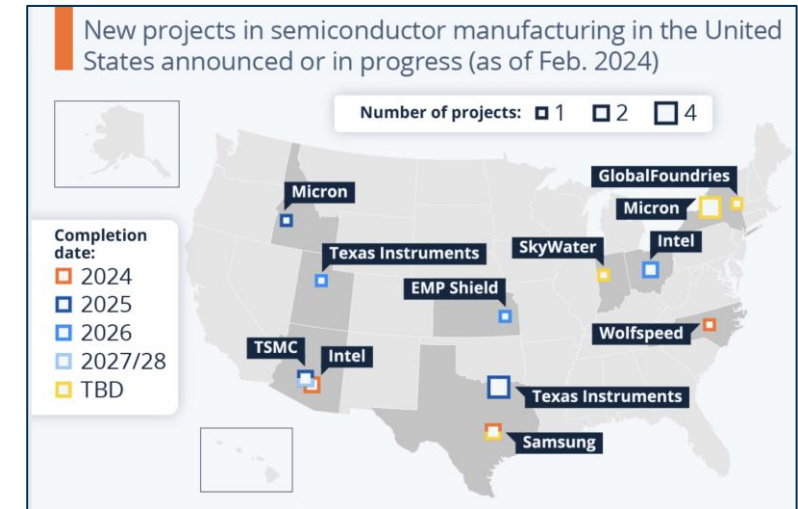 New projects in semiconductor manufacturing in the United
States announced or in progress (as of Feb. 2024)
Number of projects: 1 2 4
GlobalFoundries
Micron
Micron
Intel
SkyWater
Texas Instruments
EMP Shield
Completion
date:
2024
2025
2026
2027/28
TBD
Wolfspeed
TSMC
Intel
Texas Instruments
Samsung